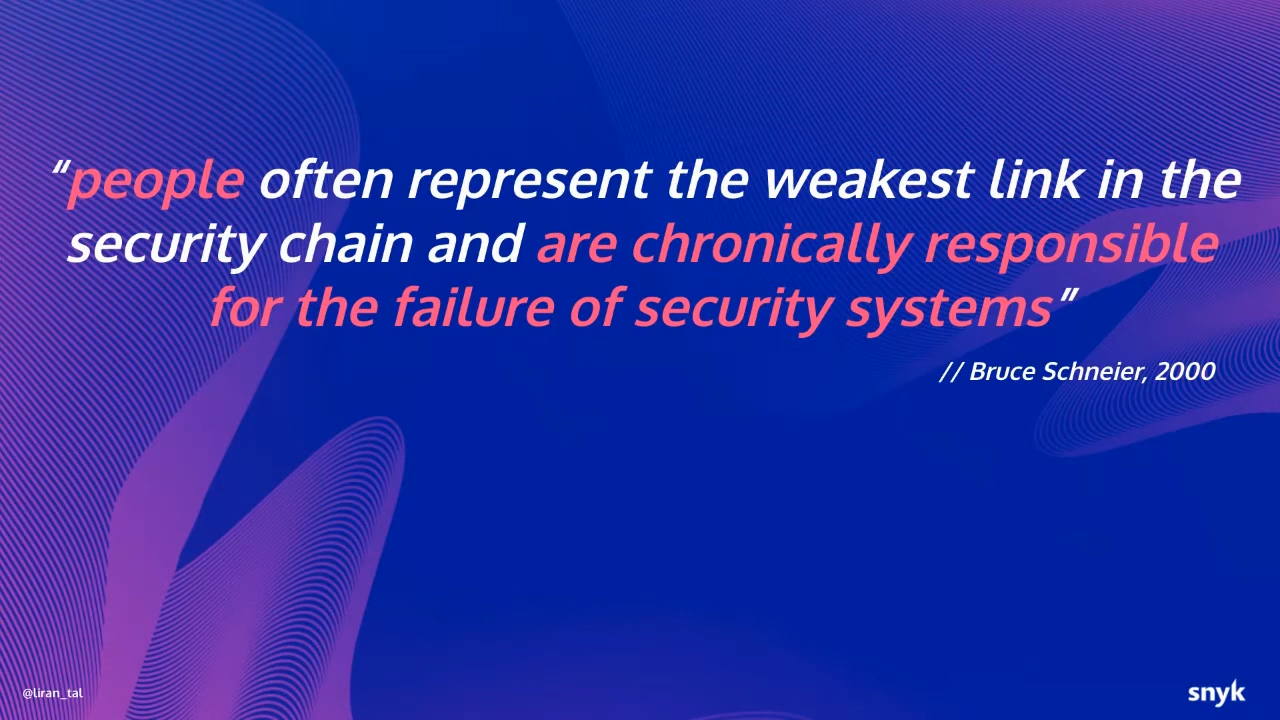 “people often represent the weakest link in the
security chain and are chronically responsible
for the failure of security systems”
// Bruce Schneier, 2000
@liran_tal
snyk